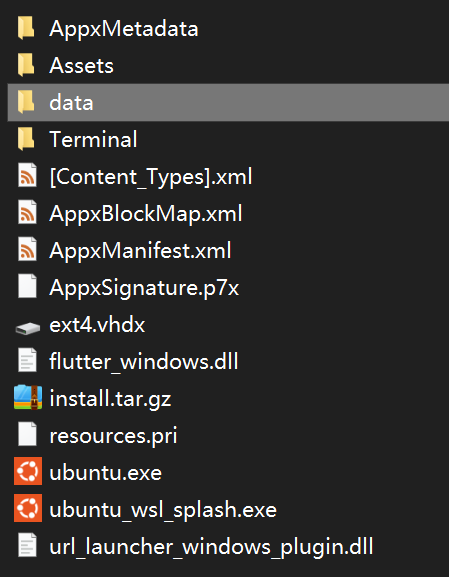 AppxMetadata
Assets
data
Terminal
[Content_Types].xml
AppxBlockMap.xml
AppxManifest.xml
AppxSignature.p7x
ext4.vhdx
flutter_windows.dll
install.tar.gz
resources.pri
ubuntu.exe
ubuntu_wsl_splash.exe
url_launcher_windows_plugin.dll